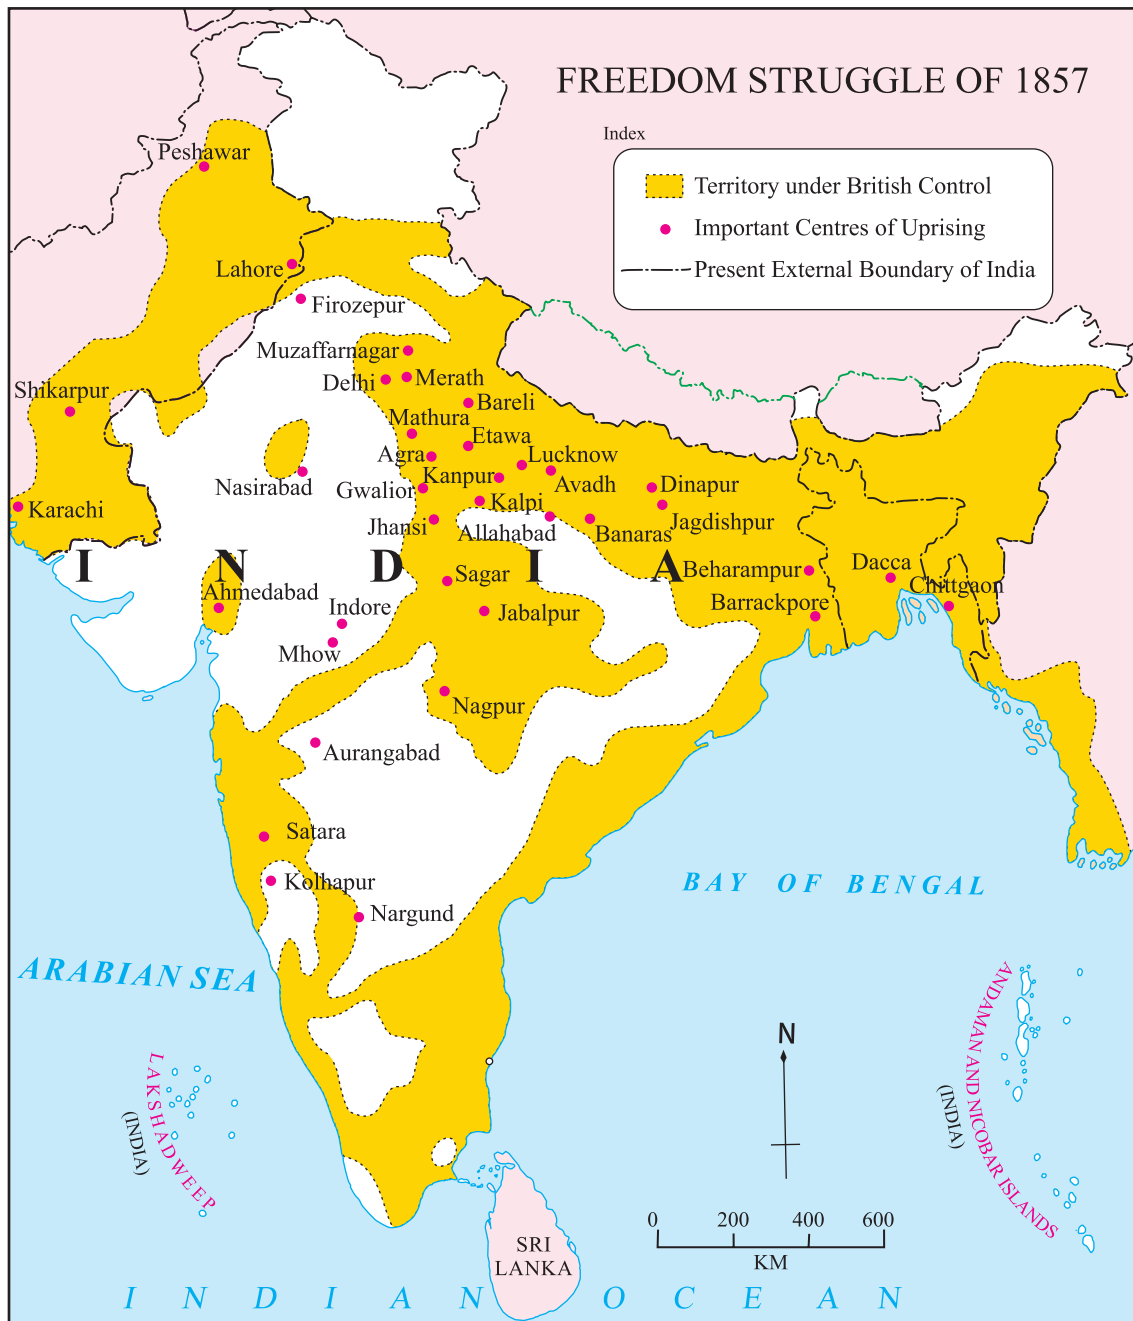 FREEDOM STRUGGLE OF 1857
Index
Territory under British Control
Important Centres of Uprising
Present External Boundary of India
Peshawar
Lahore
Firozepur
Muzaffarnagar
Delhi
Merath
Shikarpur
Bareli
Mathura
Etawa
Agra
Lucknow
Kanpur
Avadh
Nasirabad
Gwalior
Dinapur
Kalpi
Karachi
Jhansi
Allahabad
Banaras
Jagdishpur
I N D I A
Sagar
Beharampur
Dacca
Ahmedabad
Chittgaon
Indore
Jabalpur
Barrackpore
Mhow
Nagpur
Aurangabad
Satara
Kolhapur
Nargund
BAY OF BENGAL
ARABIAN SEA
LAKSHADWEEP
(INDIA)
ANDAMAN AND NICOBAR ISLANDS
(INDIA)
N
0 200 400 600
KM
SRI
LANKA
INDIAN OCEAN